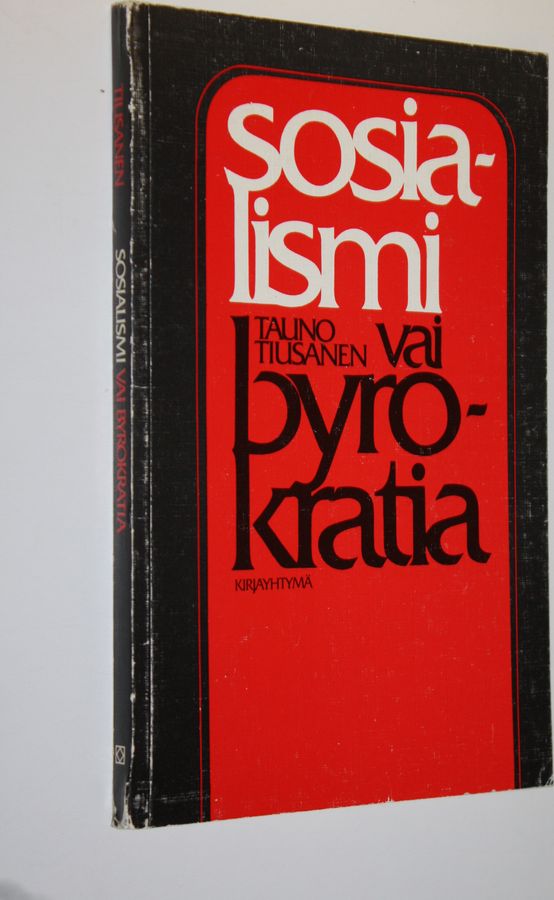 sosia-
lismi
TAUNO
TIUSANEN
vai
byro-
kratia
KIRJAYHTYMÄ
TIUSANEN SOSIALISMI VAI BYROKRATIA